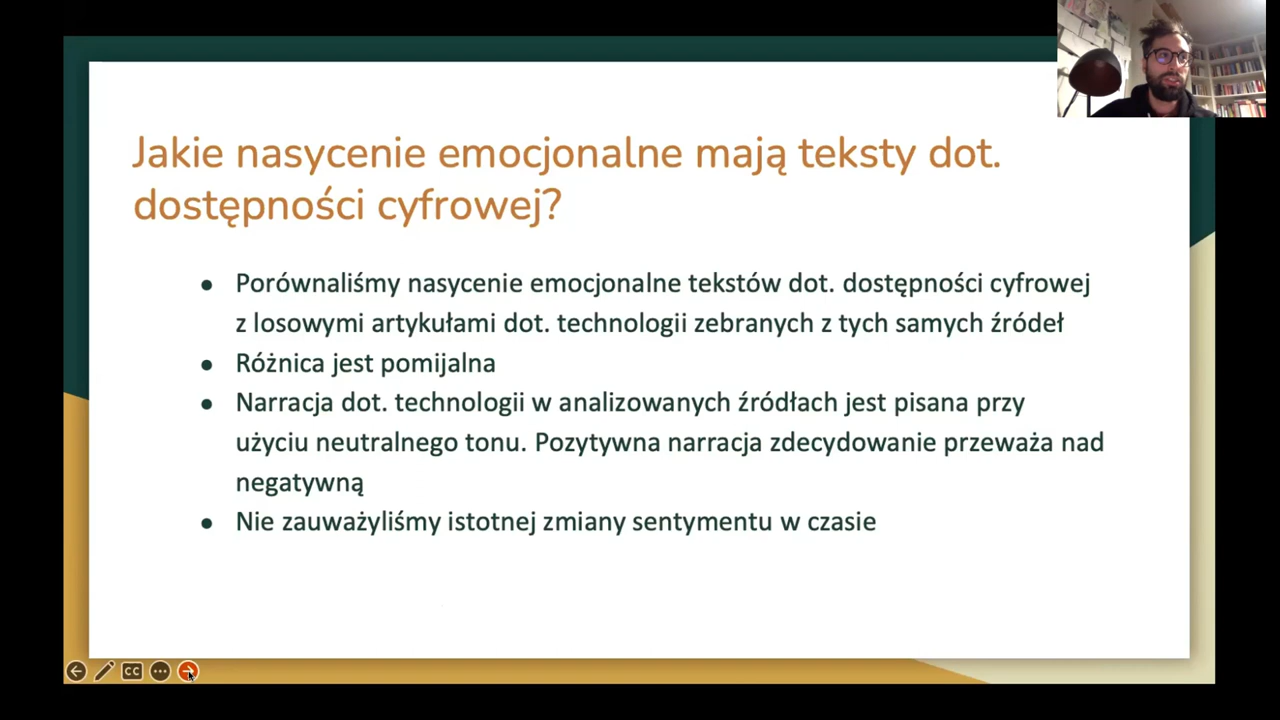 Jakie nasycenie emocjonalne mają teksty dot.
dostępności cyfrowej?
● Porównaliśmy nasycenie emocjonalne tekstów dot. dostępności cyfrowej
z losowymi artykułami dot. technologii zebranych z tych samych źródeł
● Różnica jest pomijalna
● Narracja dot. technologii w analizowanych źródłach jest pisana przy
użyciu neutralnego tonu. Pozytywna narracja zdecydowanie przeważa nad
negatywną
● Nie zauważyliśmy istotnej zmiany sentymentu w czasie
CC